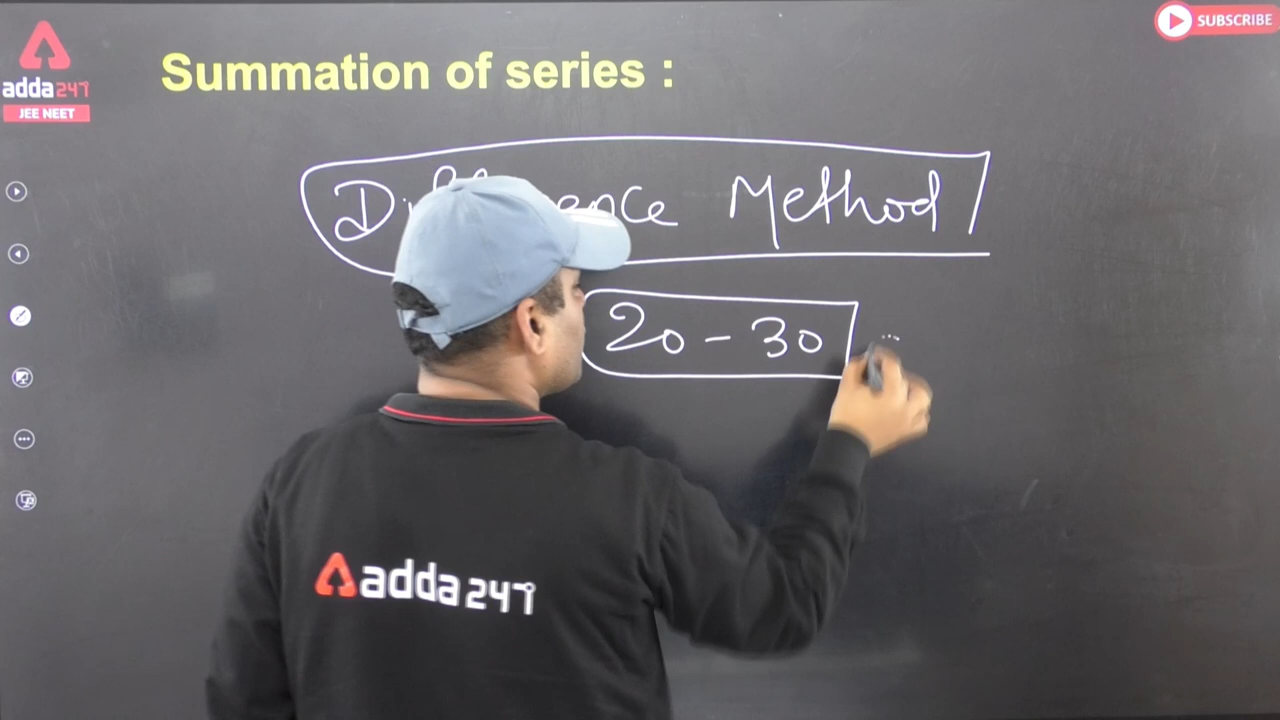 SUBSCRIBE
adda247
JEE NEET
Summation of series :
Method
20 - 30
adda247